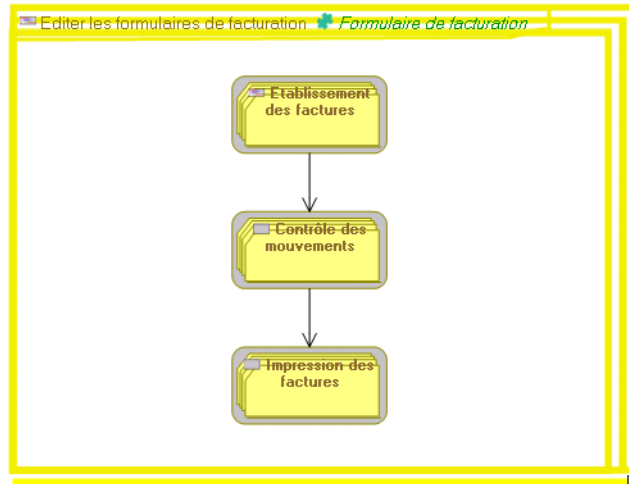 Editer les formulaires de facturation Formulaire de facturation
Etablissement
des factures
Contrôle des
mouvements
Impression des
factures